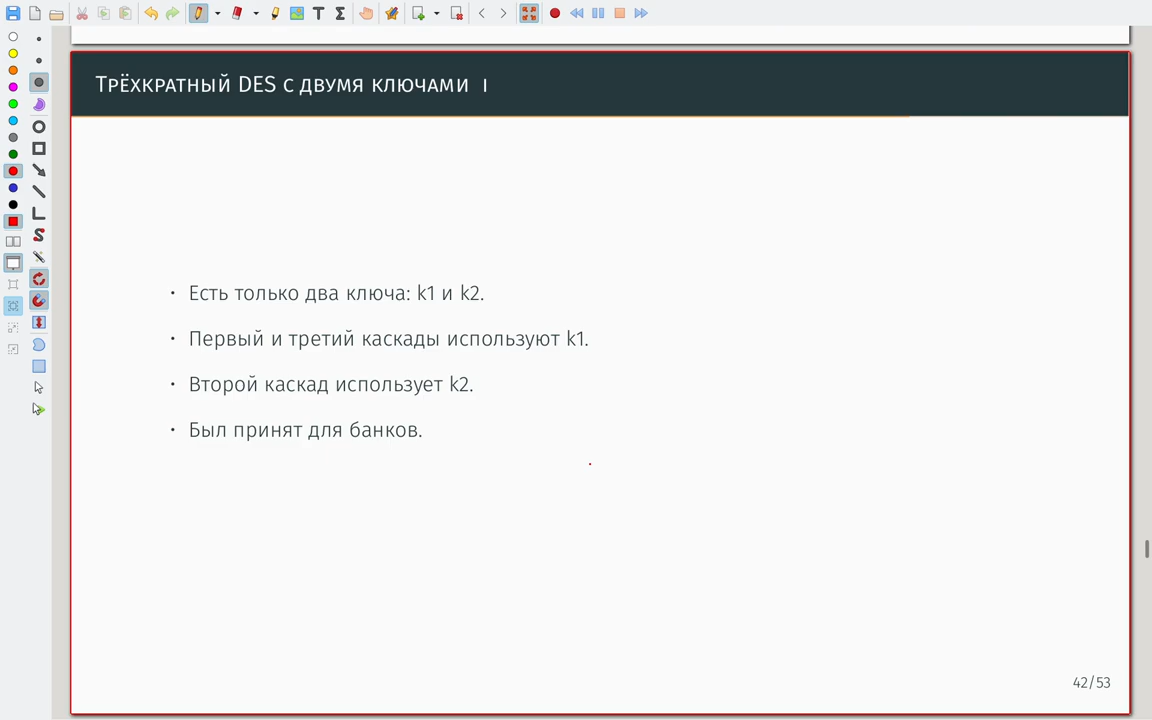 Трёхкратный DES с двумя ключами I
• Есть только два ключа: k1 и k2.
• Первый и третий каскады используют k1.
• Второй каскад использует k2.
• Был принят для банков.
42/53